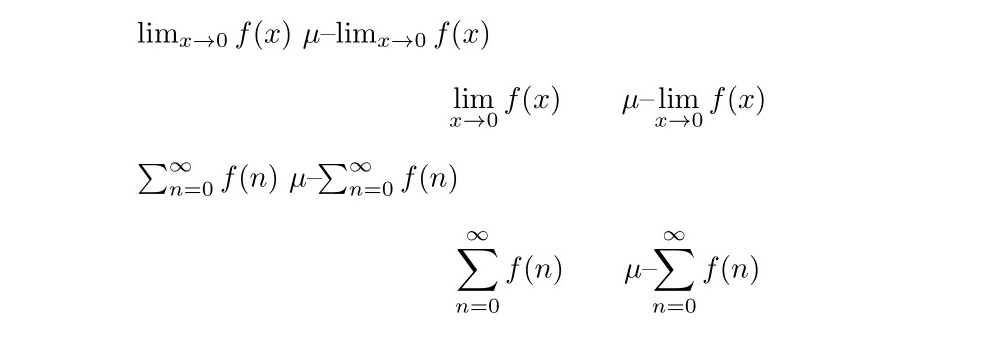 lim_{x→0} f(x) μ–lim_{x→0} f(x)
lim_{x→0} f(x) μ–lim_{x→0} f(x)
∑_{n=0}^{∞} f(n) μ–∑_{n=0}^{∞} f(n)
∑_{n=0}^{∞} f(n) μ–∑_{n=0}^{∞} f(n)